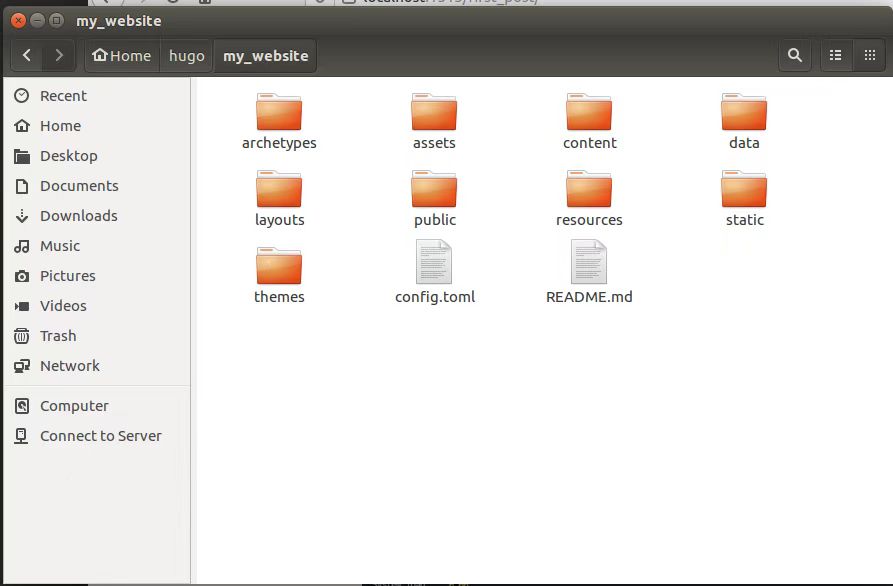 my_website
Home hugo my_website
Recent
Home
Desktop
Documents
Downloads
Music
Pictures
Videos
Trash
Network
Computer
Connect to Server
archetypes assets content data
layouts public resources static
themes config.toml README.md